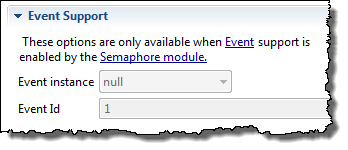 Event Support
These options are only available when Event support is
enabled by the Semaphore module.
Event instance null
Event Id 1